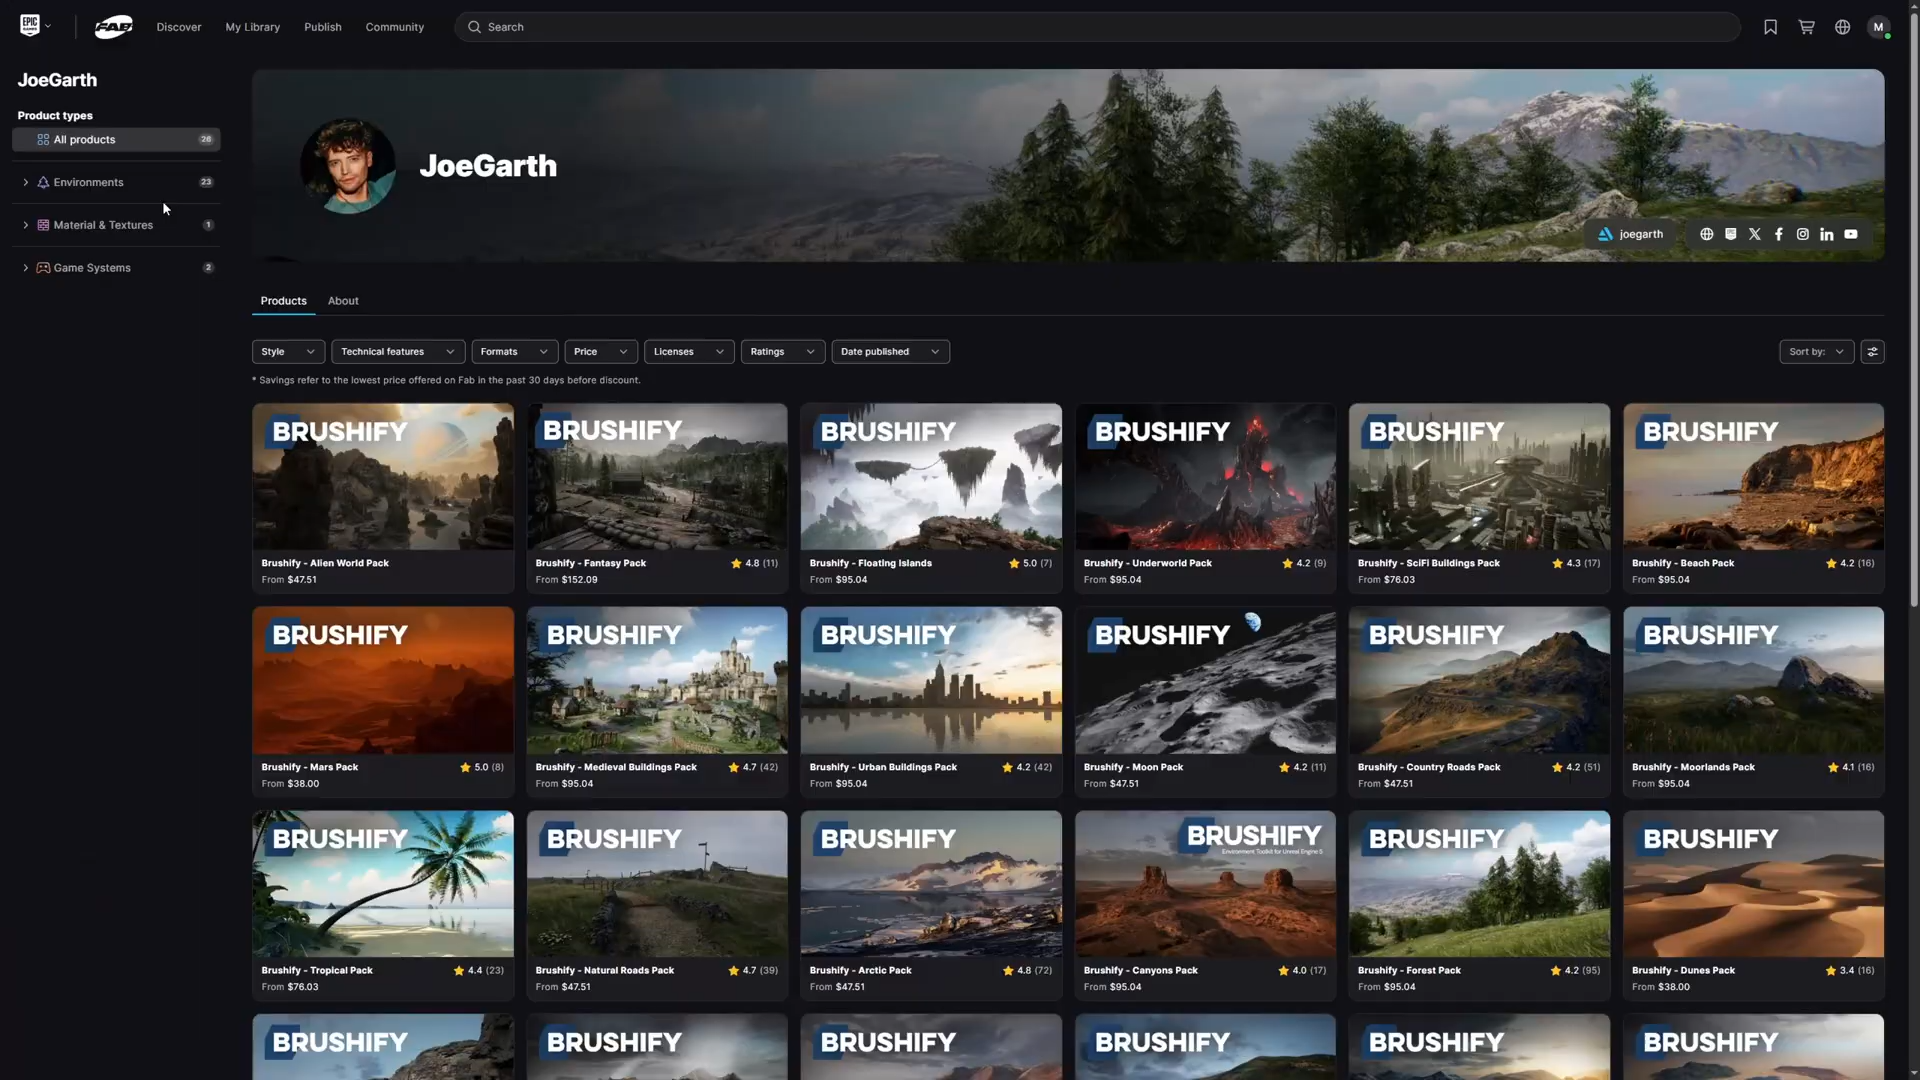 EPIC GAMES
FAB
Discover
My Library
Publish
Community
Search
M
JoeGarth
Product types
All products
26
Environments
23
Material & Textures
1
Game Systems
2
JoeGarth
joegarth
Products
About
Style
Technical features
Formats
Price
Licenses
Ratings
Date published
Sort by:
* Savings refer to the lowest price offered on Fab in the past 30 days before discount.
BRUSHIFY
BRUSHIFY
BRUSHIFY
BRUSHIFY
BRUSHIFY
BRUSHIFY
Brushify - Alien World Pack
From $47.51
Brushify - Fantasy Pack
4.8 (11)
From $152.09
Brushify - Floating Islands
5.0 (7)
From $95.04
Brushify - Underworld Pack
4.2 (9)
From $95.04
Brushify - SciFi Buildings Pack
4.3 (17)
From $76.03
Brushify - Beach Pack
4.2 (16)
From $95.04
BRUSHIFY
BRUSHIFY
BRUSHIFY
BRUSHIFY
BRUSHIFY
BRUSHIFY
Brushify - Mars Pack
5.0 (8)
From $38.00
Brushify - Medieval Buildings Pack
4.7 (42)
From $95.04
Brushify - Urban Buildings Pack
4.2 (42)
From $95.04
Brushify - Moon Pack
4.2 (11)
From $47.51
Brushify - Country Roads Pack
4.2 (51)
From $47.51
Brushify - Moorlands Pack
4.1 (16)
From $95.04
BRUSHIFY
BRUSHIFY
BRUSHIFY
BRUSHIFY
Environment Toolkit for Unreal Engine 5
BRUSHIFY
BRUSHIFY
Brushify - Tropical Pack
4.4 (23)
From $76.03
Brushify - Natural Roads Pack
4.7 (39)
From $47.51
Brushify - Arctic Pack
4.8 (72)
From $47.51
Brushify - Canyons Pack
4.0 (17)
From $95.04
Brushify - Forest Pack
4.2 (95)
From $95.04
Brushify - Dunes Pack
3.4 (16)
From $38.00
BRUSHIFY
BRUSHIFY
BRUSHIFY
BRUSHIFY
BRUSHIFY
BRUSHIFY